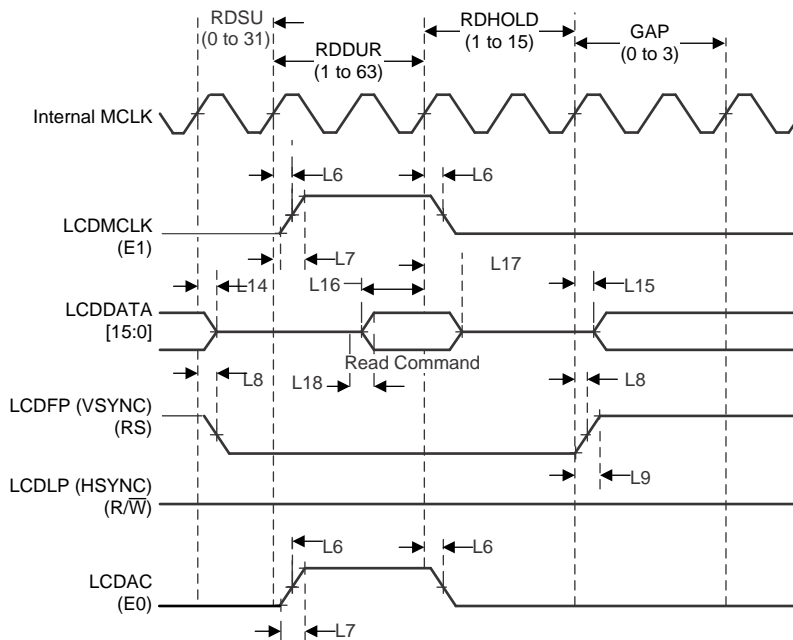 RDSU
(0 to 31)
RDDUR
(1 to 63)
RDHOLD
(1 to 15)
GAP
(0 to 3)
Internal MCLK
L6
L6
LCDMCLK
(E1)
L7
L17
L14
L16
L15
LCDDATA
[15:0]
Read Command
L8
L18
L8
LCDFP (VSYNC)
(RS)
L9
LCDLP (HSYNC)
(R/W̅)
L6
L6
LCDAC
(E0)
L7